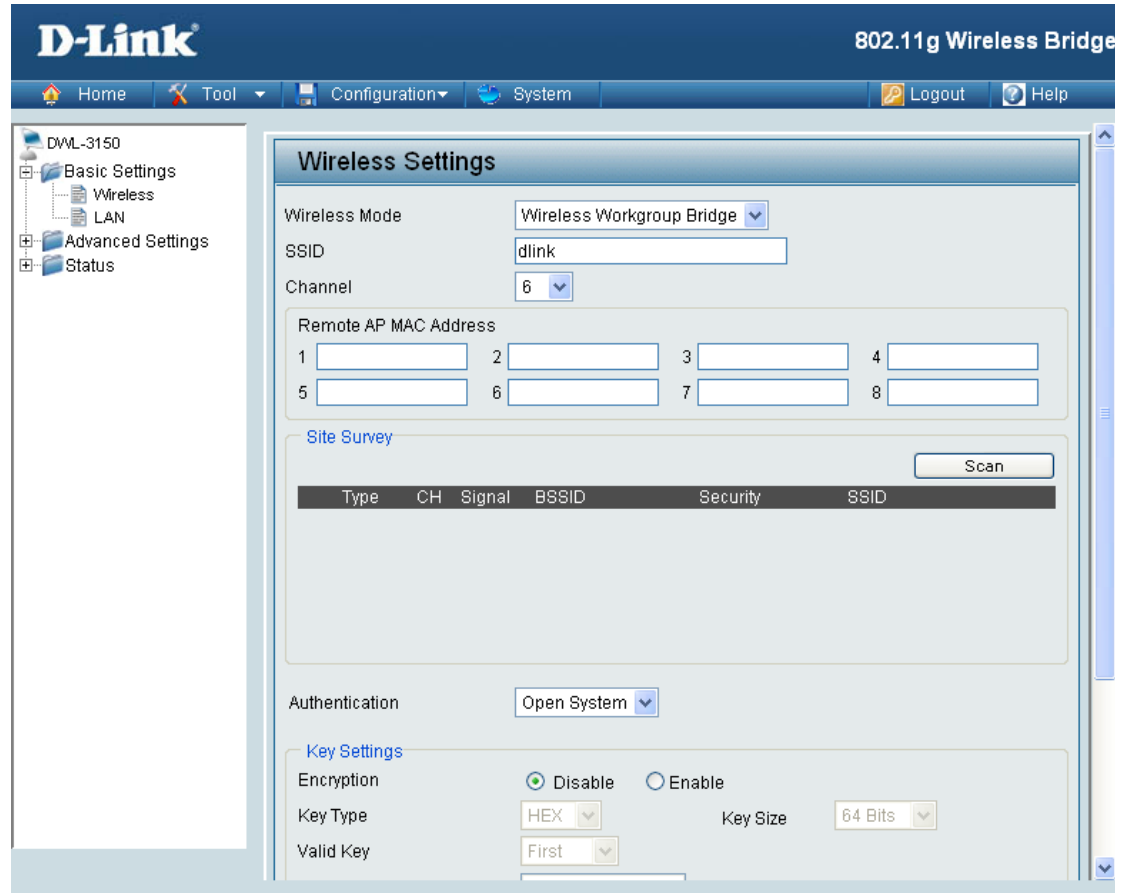 D-Link
802.11g Wireless Bridge
Home Tool Configuration System Logout Help
DWL-3150
Basic Settings
Wireless
LAN
Advanced Settings
Status
Wireless Settings
Wireless Mode Wireless Workgroup Bridge
SSID dlink
Channel 6
Remote AP MAC Address
1 2 3 4
5 6 7 8
Site Survey
Scan
Type CH Signal BSSID Security SSID
Authentication Open System
Key Settings
Encryption Disable Enable
Key Type HEX Key Size 64 Bits
Valid Key First